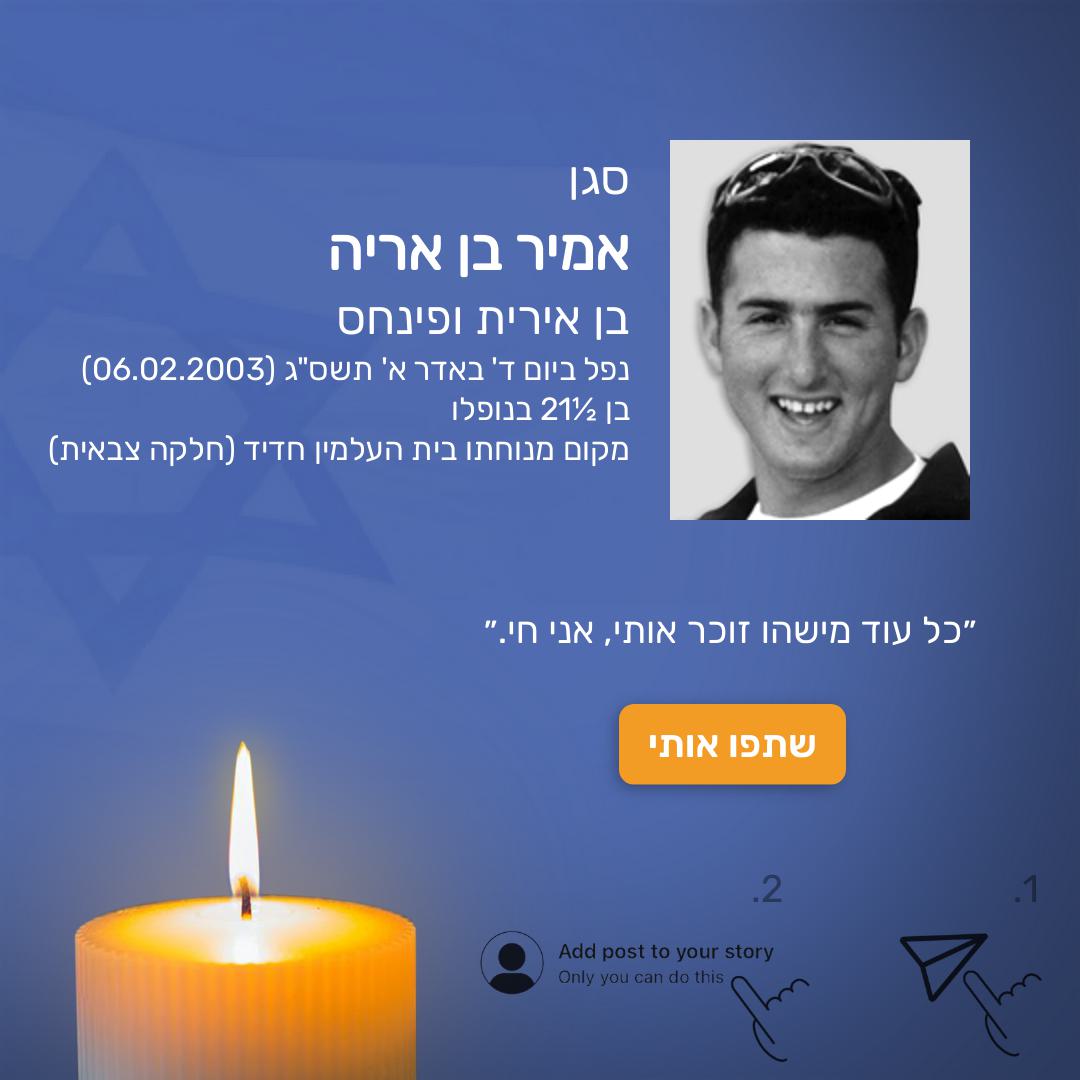 סגן
אמיר בן אריה
בן אירית ופינחס
נפל ביום ד' באדר א' תשס"ג (06.02.2003)
בן 21½ בנופלו
מקום מנוחתו בית העלמין חדיד (חלקה צבאית)
״כל עוד מישהו זוכר אותי, אני חי.״
שתפו אותי
1.
2.
Add post to your story
Only you can do this